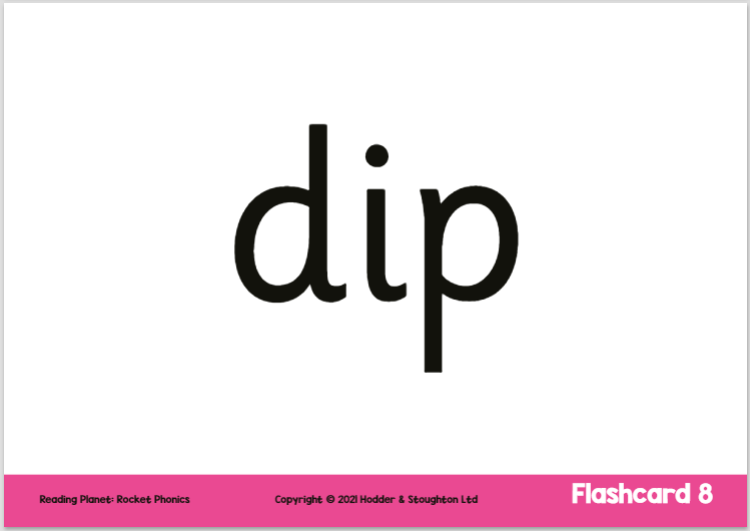 dip
Reading Planet: Rocket Phonics
Copyright © 2021 Hodder & Stoughton Ltd
Flashcard 8